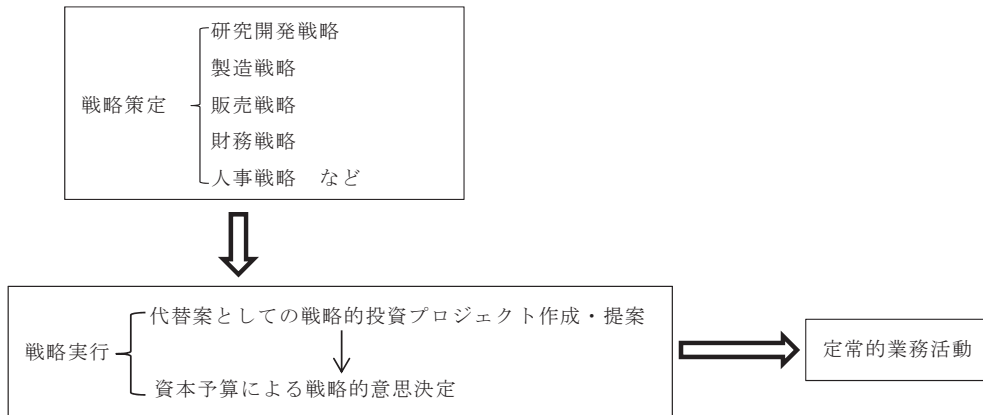 研究開発戦略
製造戦略
戦略策定 販売戦略
財務戦略
人事戦略 など
代替案としての戦略的投資プロジェクト作成・提案
戦略実行
定常的業務活動
資本予算による戦略的意思決定